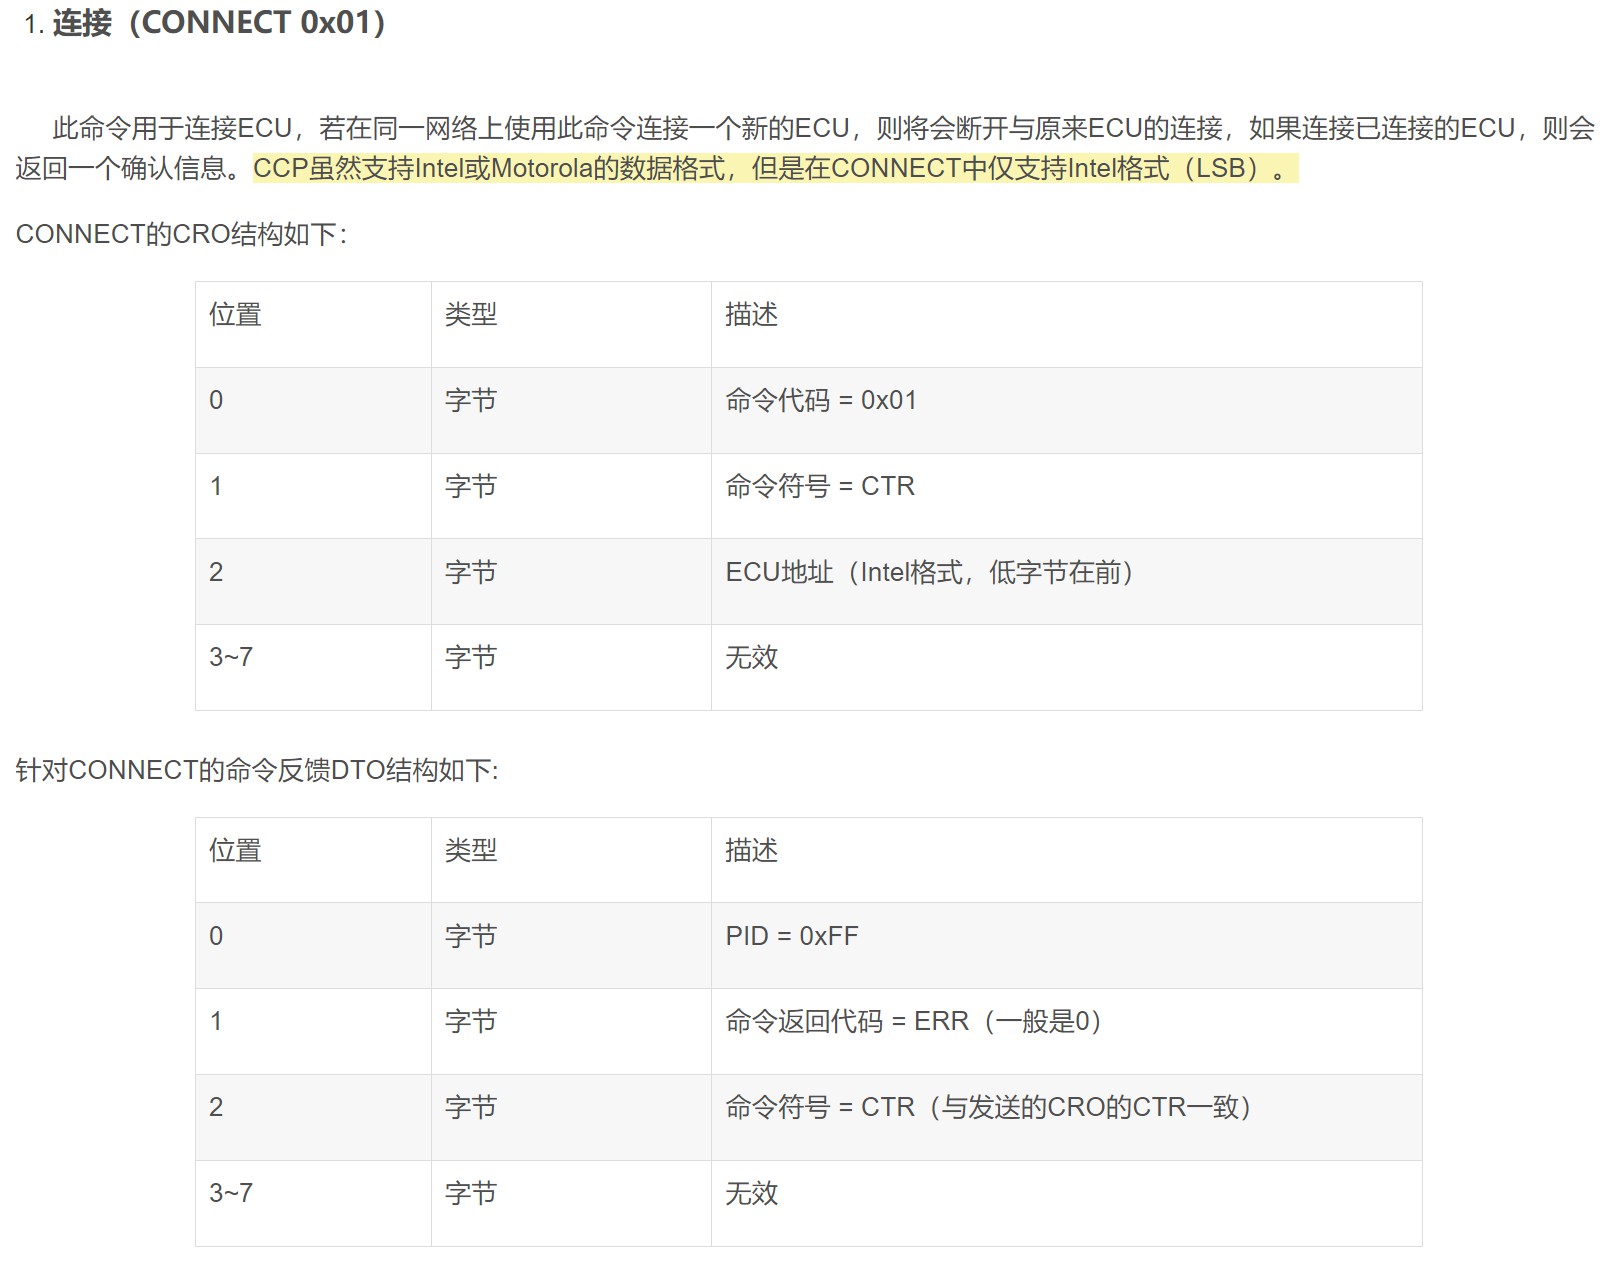 1. 连接（CONNECT 0x01）
此命令用于连接ECU，若在同一网络上使用此命令连接一个新的ECU，则将会断开与原来ECU的连接，如果连接已连接的ECU，则会
返回一个确认信息。CCP虽然支持Intel或Motorola的数据格式，但是在CONNECT中仅支持Intel格式（LSB）。
CONNECT的CRO结构如下：
位置 类型 描述
0 字节 命令代码 = 0x01
1 字节 命令符号 = CTR
2 字节 ECU地址（Intel格式，低字节在前）
3~7 字节 无效
针对CONNECT的命令反馈DTO结构如下:
位置 类型 描述
0 字节 PID = 0xFF
1 字节 命令返回代码 = ERR（一般是0）
2 字节 命令符号 = CTR（与发送的CRO的CTR一致）
3~7 字节 无效